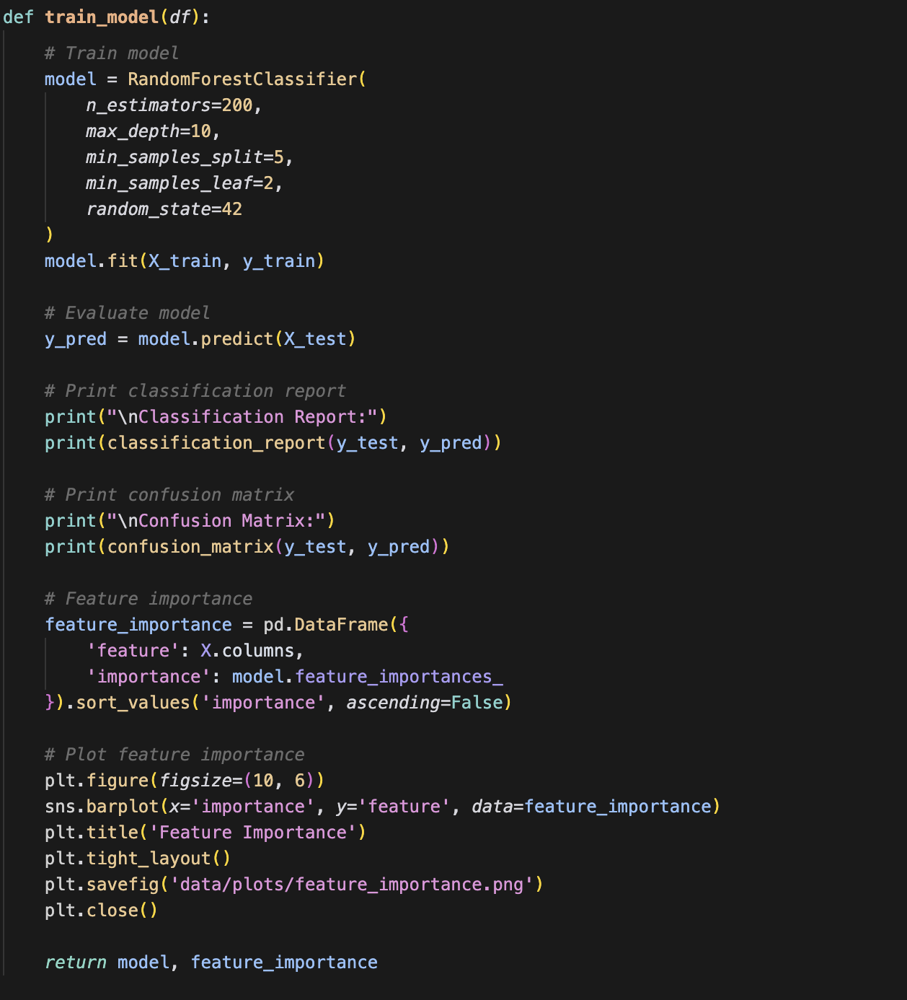 def train_model(df):
# Train model
model = RandomForestClassifier(
n_estimators=200,
max_depth=10,
min_samples_split=5,
min_samples_leaf=2,
random_state=42
)
model.fit(X_train, y_train)
# Evaluate model
y_pred = model.predict(X_test)
# Print classification report
print("\nClassification Report:")
print(classification_report(y_test, y_pred))
# Print confusion matrix
print("\nConfusion Matrix:")
print(confusion_matrix(y_test, y_pred))
# Feature importance
feature_importance = pd.DataFrame({
'feature': X.columns,
'importance': model.feature_importances_
}).sort_values('importance', ascending=False)
# Plot feature importance
plt.figure(figsize=(10, 6))
sns.barplot(x='importance', y='feature', data=feature_importance)
plt.title('Feature Importance')
plt.tight_layout()
plt.savefig('data/plots/feature_importance.png')
plt.close()
return model, feature_importance